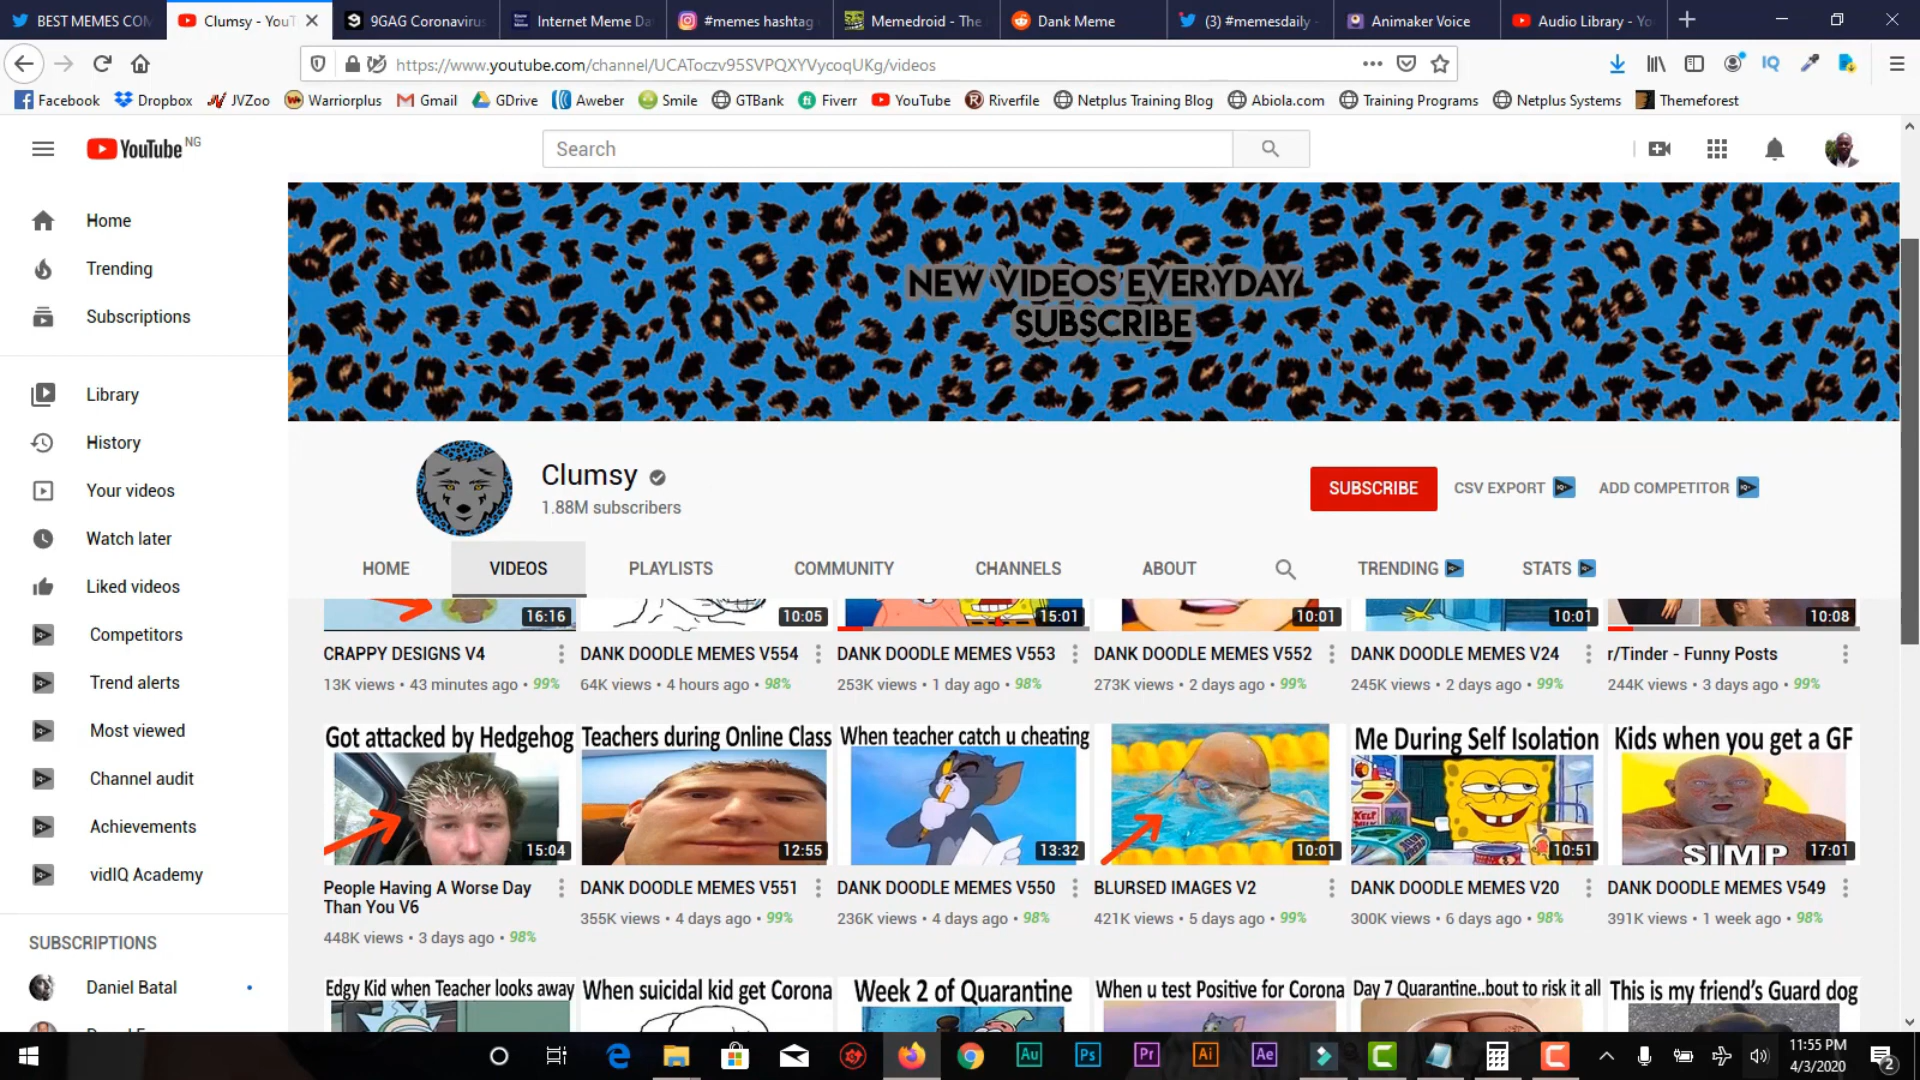 BEST MEMES COM
Clumsy - YouT
9GAG Coronavirus
Internet Meme Da
#memes hashtag
Memedroid - The
Dank Meme
(3) #memesdaily -
Animaker Voice
Audio Library - Yo
https://www.youtube.com/channel/UCAToczv95SVPQXYVycoqUKg/videos
IQ
Facebook
Dropbox
JVZoo
Warriorplus
Gmail
GDrive
Aweber
Smile
GTBank
Fiverr
YouTube
Riverfile
Netplus Training Blog
Abiola.com
Training Programs
Netplus Systems
Themeforest
YouTube NG
Search
Home
Trending
Subscriptions
Library
History
Your videos
Watch later
Liked videos
Competitors
Trend alerts
Most viewed
Channel audit
Achievements
vidIQ Academy
SUBSCRIPTIONS
Daniel Batal
NEW VIDEOS EVERYDAY
SUBSCRIBE
Clumsy
1.88M subscribers
SUBSCRIBE
CSV EXPORT
ADD COMPETITOR
HOME
VIDEOS
PLAYLISTS
COMMUNITY
CHANNELS
ABOUT
TRENDING
STATS
16:16
10:05
15:01
10:01
10:01
10:08
CRAPPY DESIGNS V4
13K views • 43 minutes ago • 99%
DANK DOODLE MEMES V554
64K views • 4 hours ago • 98%
DANK DOODLE MEMES V553
253K views • 1 day ago • 98%
DANK DOODLE MEMES V552
273K views • 2 days ago • 99%
DANK DOODLE MEMES V24
245K views • 2 days ago • 99%
r/Tinder - Funny Posts
244K views • 3 days ago • 99%
Got attacked by Hedgehog
15:04
People Having A Worse Day
Than You V6
448K views • 3 days ago • 98%
Teachers during Online Class
12:55
DANK DOODLE MEMES V551
355K views • 4 days ago • 99%
When teacher catch u cheating
13:32
DANK DOODLE MEMES V550
236K views • 4 days ago • 98%
10:01
BLURSED IMAGES V2
421K views • 5 days ago • 99%
Me During Self Isolation
10:51
DANK DOODLE MEMES V20
300K views • 6 days ago • 98%
Kids when you get a GF
SIMP
17:01
DANK DOODLE MEMES V549
391K views • 1 week ago • 98%
Edgy Kid when Teacher looks away
When suicidal kid get Corona
Week 2 of Quarantine
When u test Positive for Corona
Day 7 Quarantine..bout to risk it all
This is my friend's Guard dog
Au
Ps
Pr
Ai
Ae
11:55 PM
4/3/2020
2